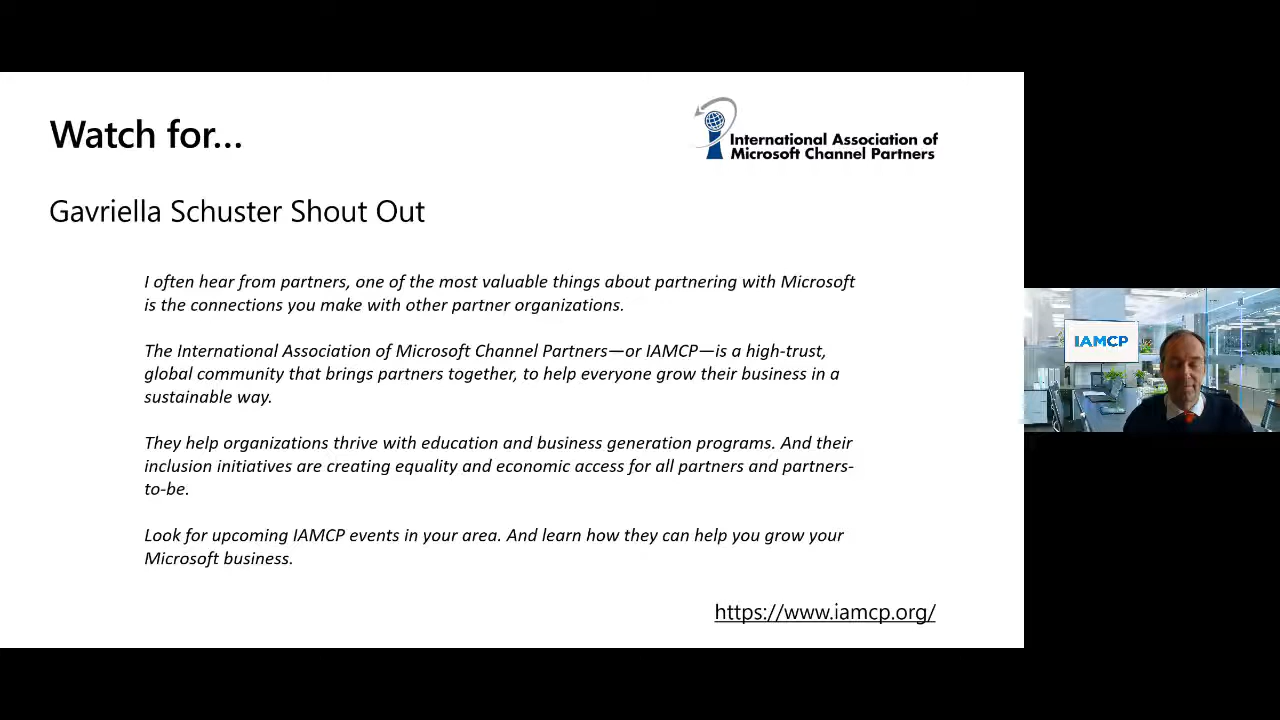 Watch for...
International Association of
Microsoft Channel Partners
Gavriella Schuster Shout Out
I often hear from partners, one of the most valuable things about partnering with Microsoft
is the connections you make with other partner organizations.
The International Association of Microsoft Channel Partners—or IAMCP—is a high-trust,
global community that brings partners together, to help everyone grow their business in a
sustainable way.
They help organizations thrive with education and business generation programs. And their
inclusion initiatives are creating equality and economic access for all partners and partners-
to-be.
Look for upcoming IAMCP events in your area. And learn how they can help you grow your
Microsoft business.
https://www.iamcp.org/
IAMCP